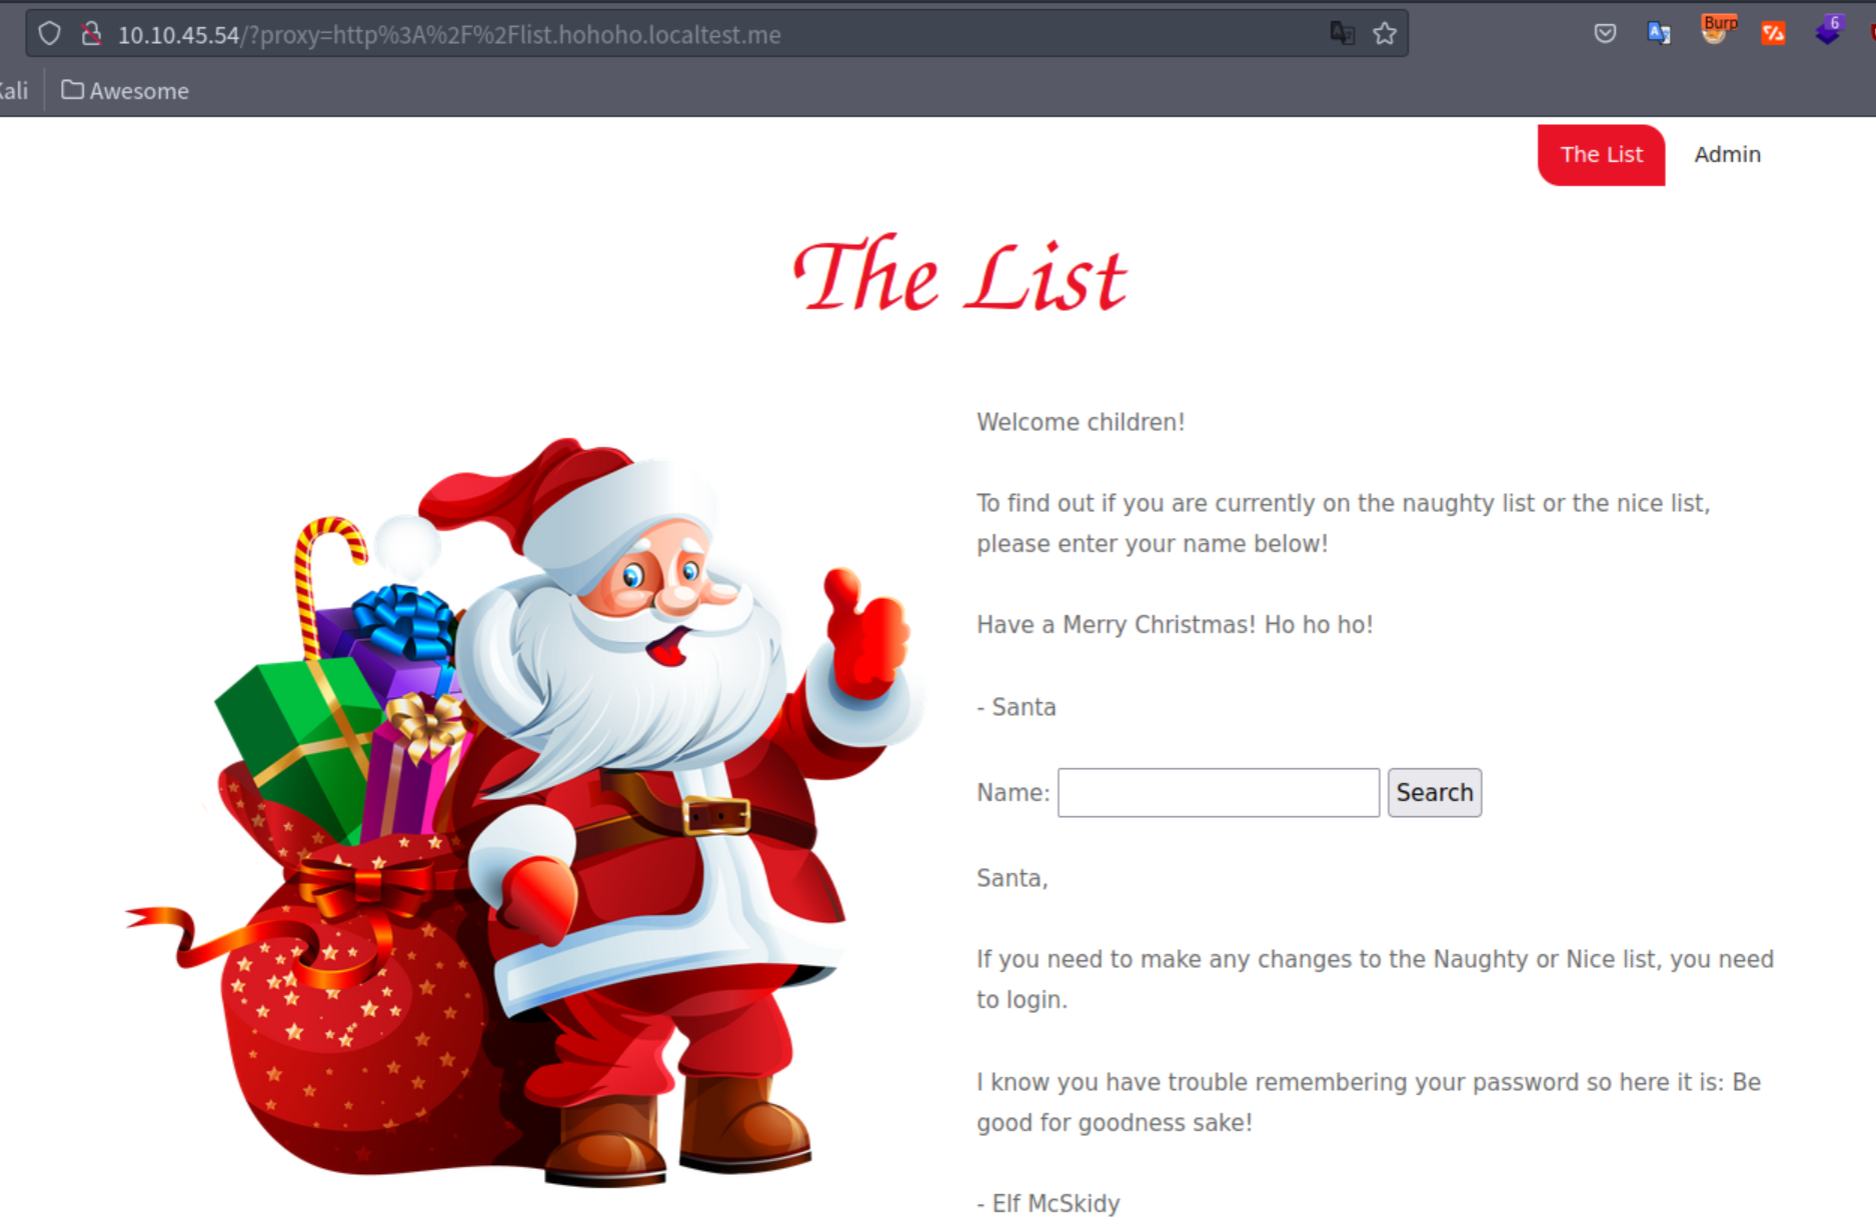 10.10.45.54/?proxy=http%3A%2F%2Flist.hohoho.localtest.me
Burp
6
Awesome
The List
Admin
The List
Welcome children!
To find out if you are currently on the naughty list or the nice list,
please enter your name below!
Have a Merry Christmas! Ho ho ho!
- Santa
Name:
Search
Santa,
If you need to make any changes to the Naughty or Nice list, you need
to login.
I know you have trouble remembering your password so here it is: Be
good for goodness sake!
- Elf McSkidy